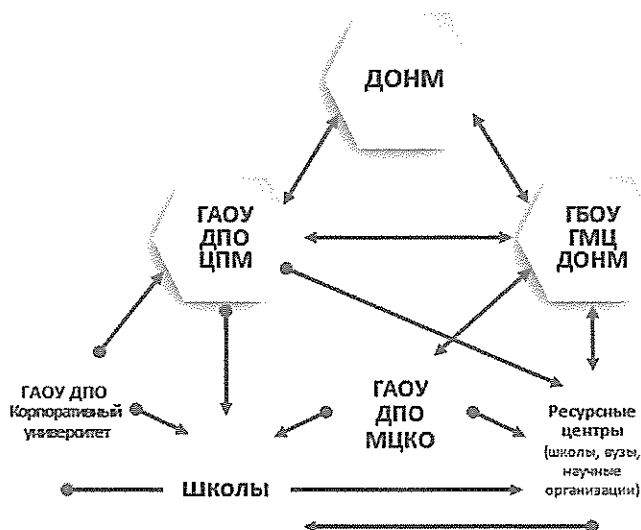 ДОНМ
ГАОУ
ДПО
ЦПМ
ГБОУ
ГМЦ
ДОНМ
ГАОУ ДПО
Корпоративный
университет
ГАОУ
ДПО
МЦКО
Ресурсные
центры
(школы, вузы,
научные
организации)
ШКОЛЫ